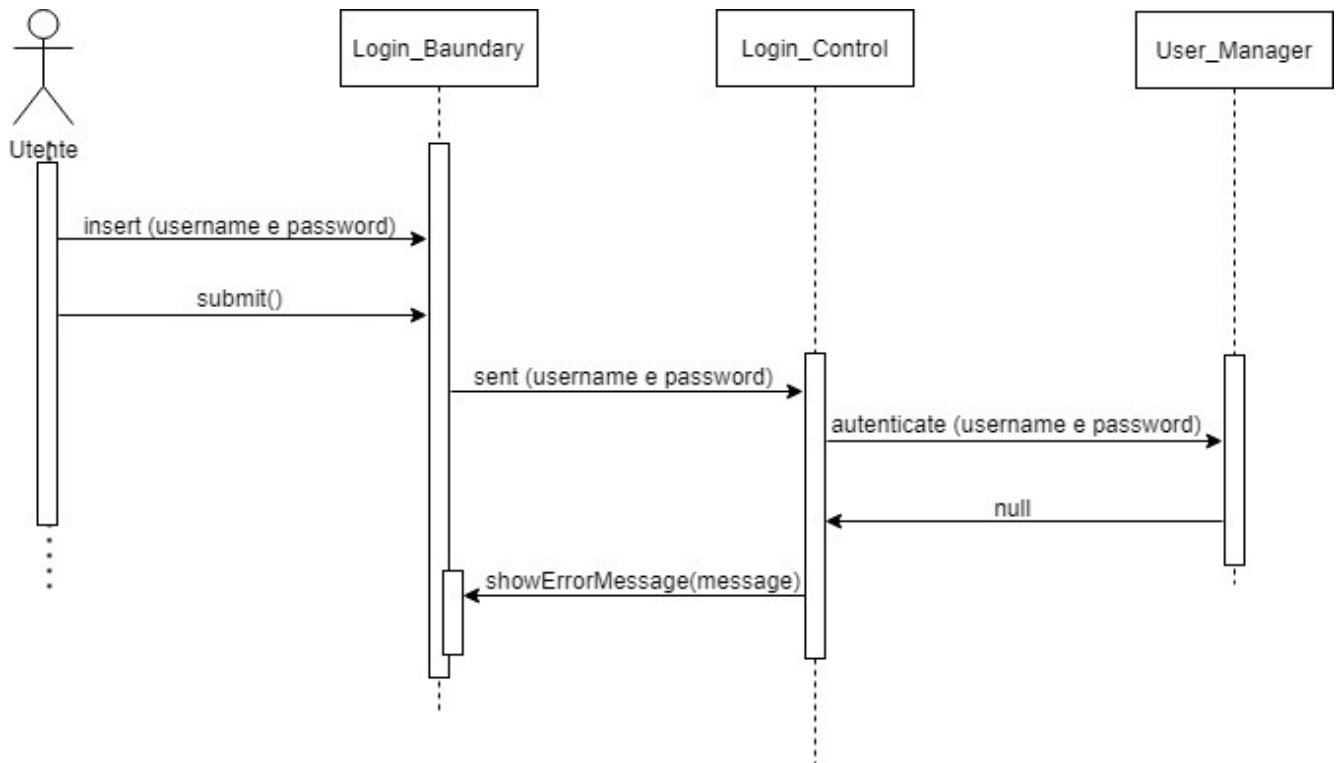 Login_Baundary
Login_Control
User_Manager
Utente
insert (username e password)
submit()
sent (username e password)
autenticate (username e password)
null
showErrorMessage(message)